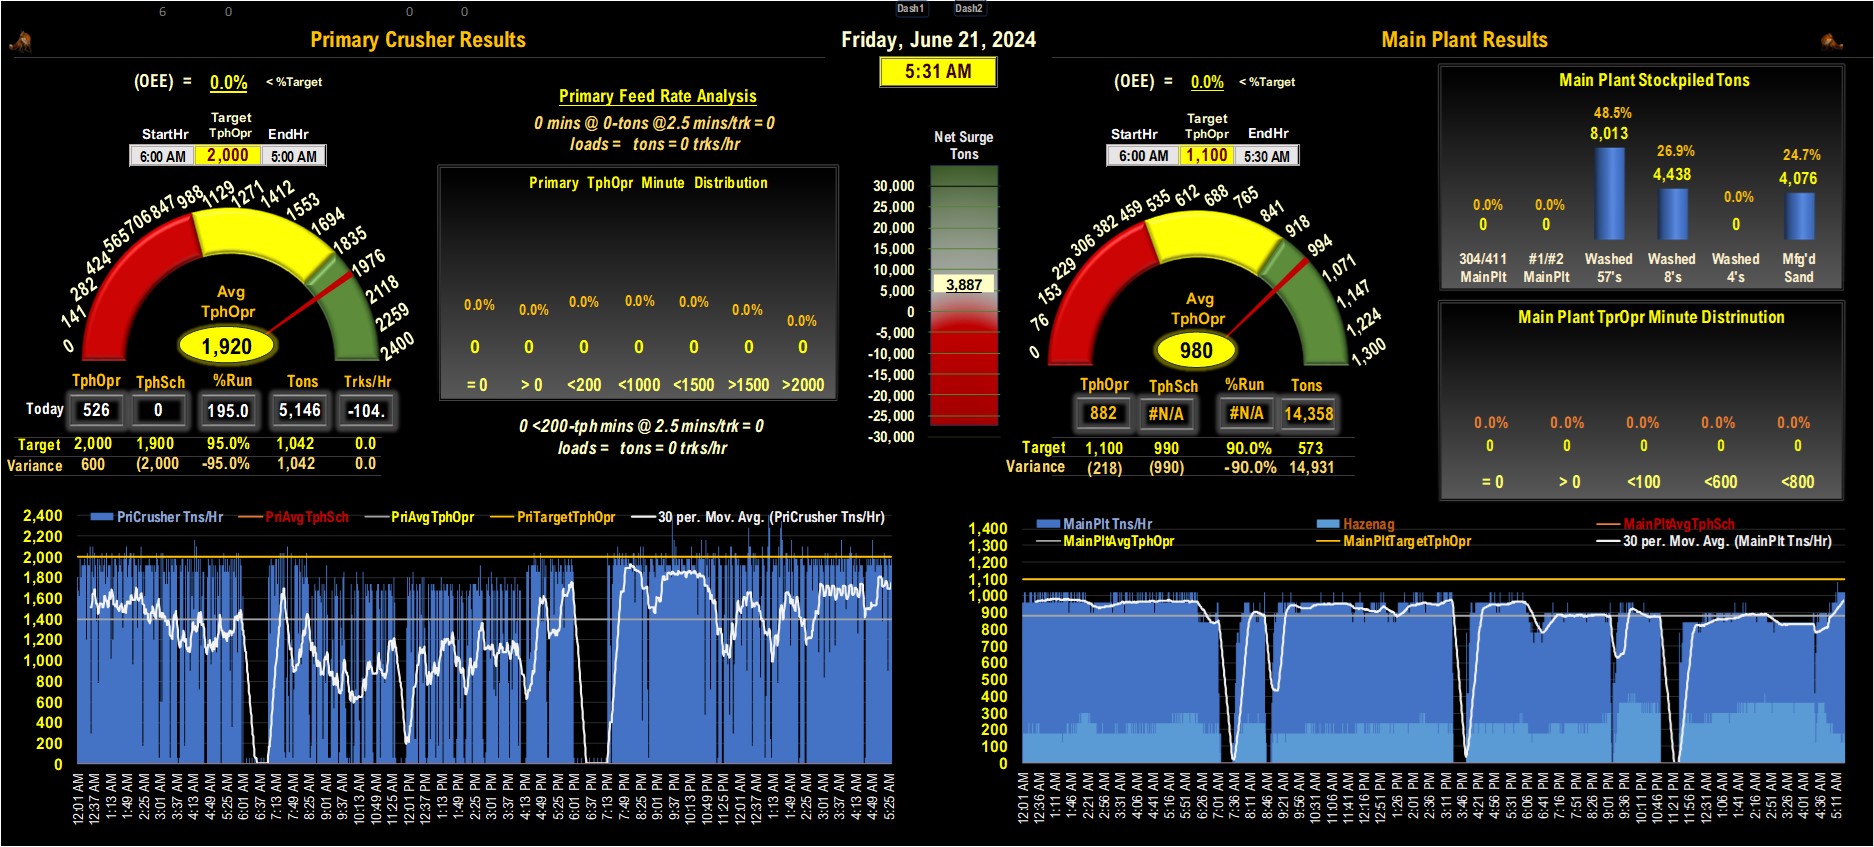 6 0 0 0 Dash1 Dash2
Primary Crusher Results
Friday, June 21, 2024
5:31 AM
Main Plant Results
(OEE) = 0.0% < %Target
Target
StartHr TphOpr EndHr
6:00 AM 2,000 5:00 AM
0 141 282 424 565 706 847 988 1129 1271 1412 1553 1694 1835 1976 2118 2259 2400
Avg
TphOpr
1,920
TphOpr TphSch %Run Tons Trks/Hr
Today 526 0 195.0 5,146 -104.
Target 2,000 1,900 95.0% 1,042 0.0
Variance 600 (2,000 -95.0% 1,042 0.0
Primary Feed Rate Analysis
0 mins @ 0-tons @2.5 mins/trk = 0
loads = tons = 0 trks/hr
Primary TphOpr Minute Distribution
0.0% 0.0% 0.0% 0.0% 0.0% 0.0% 0.0%
0 0 0 0 0 0 0
= 0 > 0 <200 <1000 <1500 >1500 >2000
0 <200-tph mins @ 2.5 mins/trk = 0
loads = tons = 0 trks/hr
Net Surge
Tons
30,000
25,000
20,000
15,000
10,000
3,887
5,000
0
-5,000
-10,000
-15,000
-20,000
-25,000
-30,000
(OEE) = 0.0% < %Target
Target
StartHr TphOpr EndHr
6:00 AM 1,100 5:30 AM
0 76 153 229 306 382 459 535 612 688 765 841 918 994 1,071 1,147 1,224 1,300
Avg
TphOpr
980
TphOpr TphSch %Run Tons
882 #N/A #N/A 14,358
Target 1,100 990 90.0% 573
Variance (218) (990) -90.0% 14,931
Main Plant Stockpiled Tons
0.0% 0.0% 48.5% 26.9% 0.0% 24.7%
0 0 8,013 4,438 0 4,076
304/411 #1/#2 Washed Washed Washed Mfg'd
MainPlt MainPlt 57's 8's 4's Sand
Main Plant TprOpr Minute Distrinution
0.0% 0.0% 0.0% 0.0% 0.0%
0 0 0 0 0
= 0 > 0 <100 <600 <800
PriCrusher Tns/Hr PriAvgTphSch PriAvgTphOpr PriTargetTphOpr 30 per. Mov. Avg. (PriCrusher Tns/Hr)
2,400
2,200
2,000
1,800
1,600
1,400
1,200
1,000
800
600
400
200
0
12:01 AM 12:37 AM 1:13 AM 1:49 AM 2:25 AM 3:01 AM 3:37 AM 4:13 AM 4:49 AM 5:25 AM 6:01 AM 6:37 AM 7:13 AM 7:49 AM 8:25 AM 9:01 AM 9:37 AM 10:13 AM 10:49 AM 11:25 AM 12:01 PM 12:37 PM 1:13 PM 1:49 PM 2:25 PM 3:01 PM 3:37 PM 4:13 PM 4:49 PM 5:25 PM 6:01 PM 6:37 PM 7:13 PM 7:49 PM 8:25 PM 9:01 PM 9:37 PM 10:13 PM 10:49 PM 11:25 PM 12:01 AM 12:37 AM 1:13 AM 1:49 AM 2:25 AM 3:01 AM 3:37 AM 4:13 AM 4:49 AM 5:25 AM
MainPlt Tns/Hr Hazenag MainPltAvgTphSch
MainPltAvgTphOpr MainPltTargetTphOpr 30 per. Mov. Avg. (MainPlt Tns/Hr)
1,400
1,300
1,200
1,100
1,000
900
800
700
600
500
400
300
200
100
0
12:01 AM 12:36 AM 1:11 AM 1:46 AM 2:21 AM 2:56 AM 3:31 AM 4:06 AM 4:41 AM 5:16 AM 5:51 AM 6:26 AM 7:01 AM 7:36 AM 8:11 AM 8:46 AM 9:21 AM 9:56 AM 10:31 AM 11:06 AM 11:41 AM 12:16 PM 12:51 PM 1:26 PM 2:01 PM 2:36 PM 3:11 PM 3:46 PM 4:21 PM 4:56 PM 5:31 PM 6:06 PM 6:41 PM 7:16 PM 7:51 PM 8:26 PM 9:01 PM 9:36 PM 10:11 PM 10:46 PM 11:21 PM 11:56 PM 12:31 AM 1:06 AM 1:41 AM 2:16 AM 2:51 AM 3:26 AM 4:01 AM 4:36 AM 5:11 AM